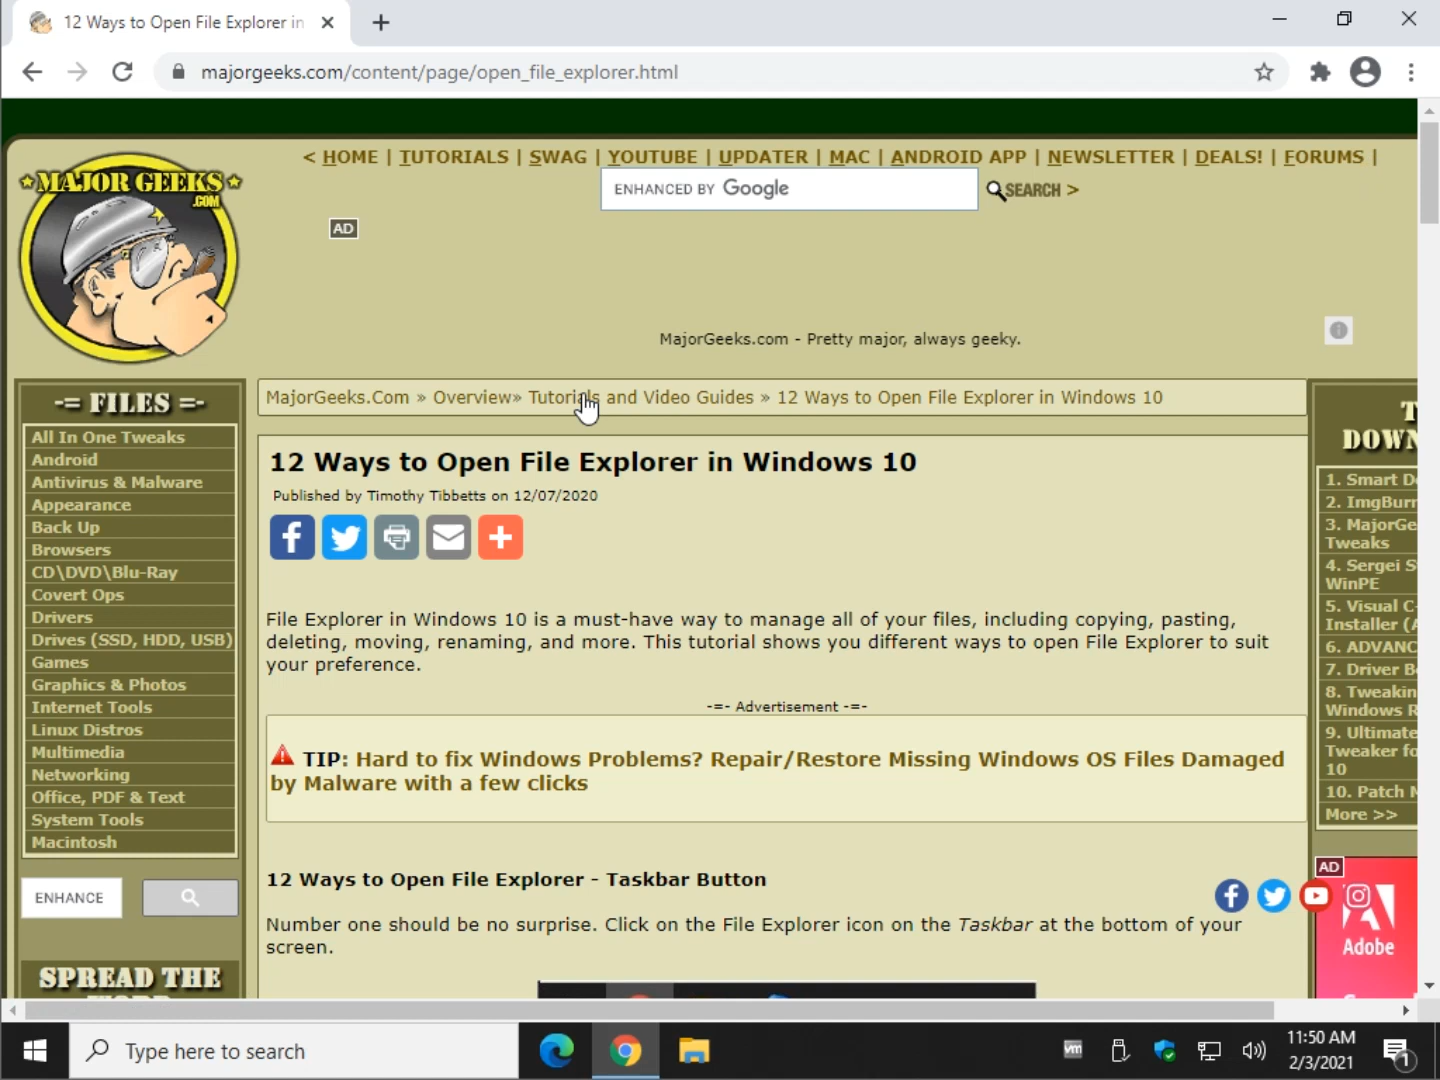 12 Ways to Open File Explorer in
majorgeeks.com/content/page/open_file_explorer.html
MAJOR GEEKS
.COM
< HOME | TUTORIALS | SWAG | YOUTUBE | UPDATER | MAC | ANDROID APP | NEWSLETTER | DEALS! | FORUMS |
ENHANCED BY Google
SEARCH >
AD
MajorGeeks.com - Pretty major, always geeky.
-= FILES =-
All In One Tweaks
Android
Antivirus & Malware
Appearance
Back Up
Browsers
CD\DVD\Blu-Ray
Covert Ops
Drivers
Drives (SSD, HDD, USB)
Games
Graphics & Photos
Internet Tools
Linux Distros
Multimedia
Networking
Office, PDF & Text
System Tools
Macintosh
ENHANCE
SPREAD THE
MajorGeeks.Com » Overview» Tutorials and Video Guides » 12 Ways to Open File Explorer in Windows 10
12 Ways to Open File Explorer in Windows 10
Published by Timothy Tibbetts on 12/07/2020
File Explorer in Windows 10 is a must-have way to manage all of your files, including copying, pasting,
deleting, moving, renaming, and more. This tutorial shows you different ways to open File Explorer to suit
your preference.
-=- Advertisement -=-
TIP: Hard to fix Windows Problems? Repair/Restore Missing Windows OS Files Damaged
by Malware with a few clicks
12 Ways to Open File Explorer - Taskbar Button
Number one should be no surprise. Click on the File Explorer icon on the Taskbar at the bottom of your
screen.
T
DOWN
1. Smart D
2. ImgBurn
3. MajorGe
Tweaks
4. Sergei S
WinPE
5. Visual C
Installer (A
6. ADVANC
7. Driver B
8. Tweakin
Windows R
9. Ultimate
Tweaker fo
10
10. Patch M
More >>
AD
Adobe
Type here to search
vm
11:50 AM
2/3/2021
1